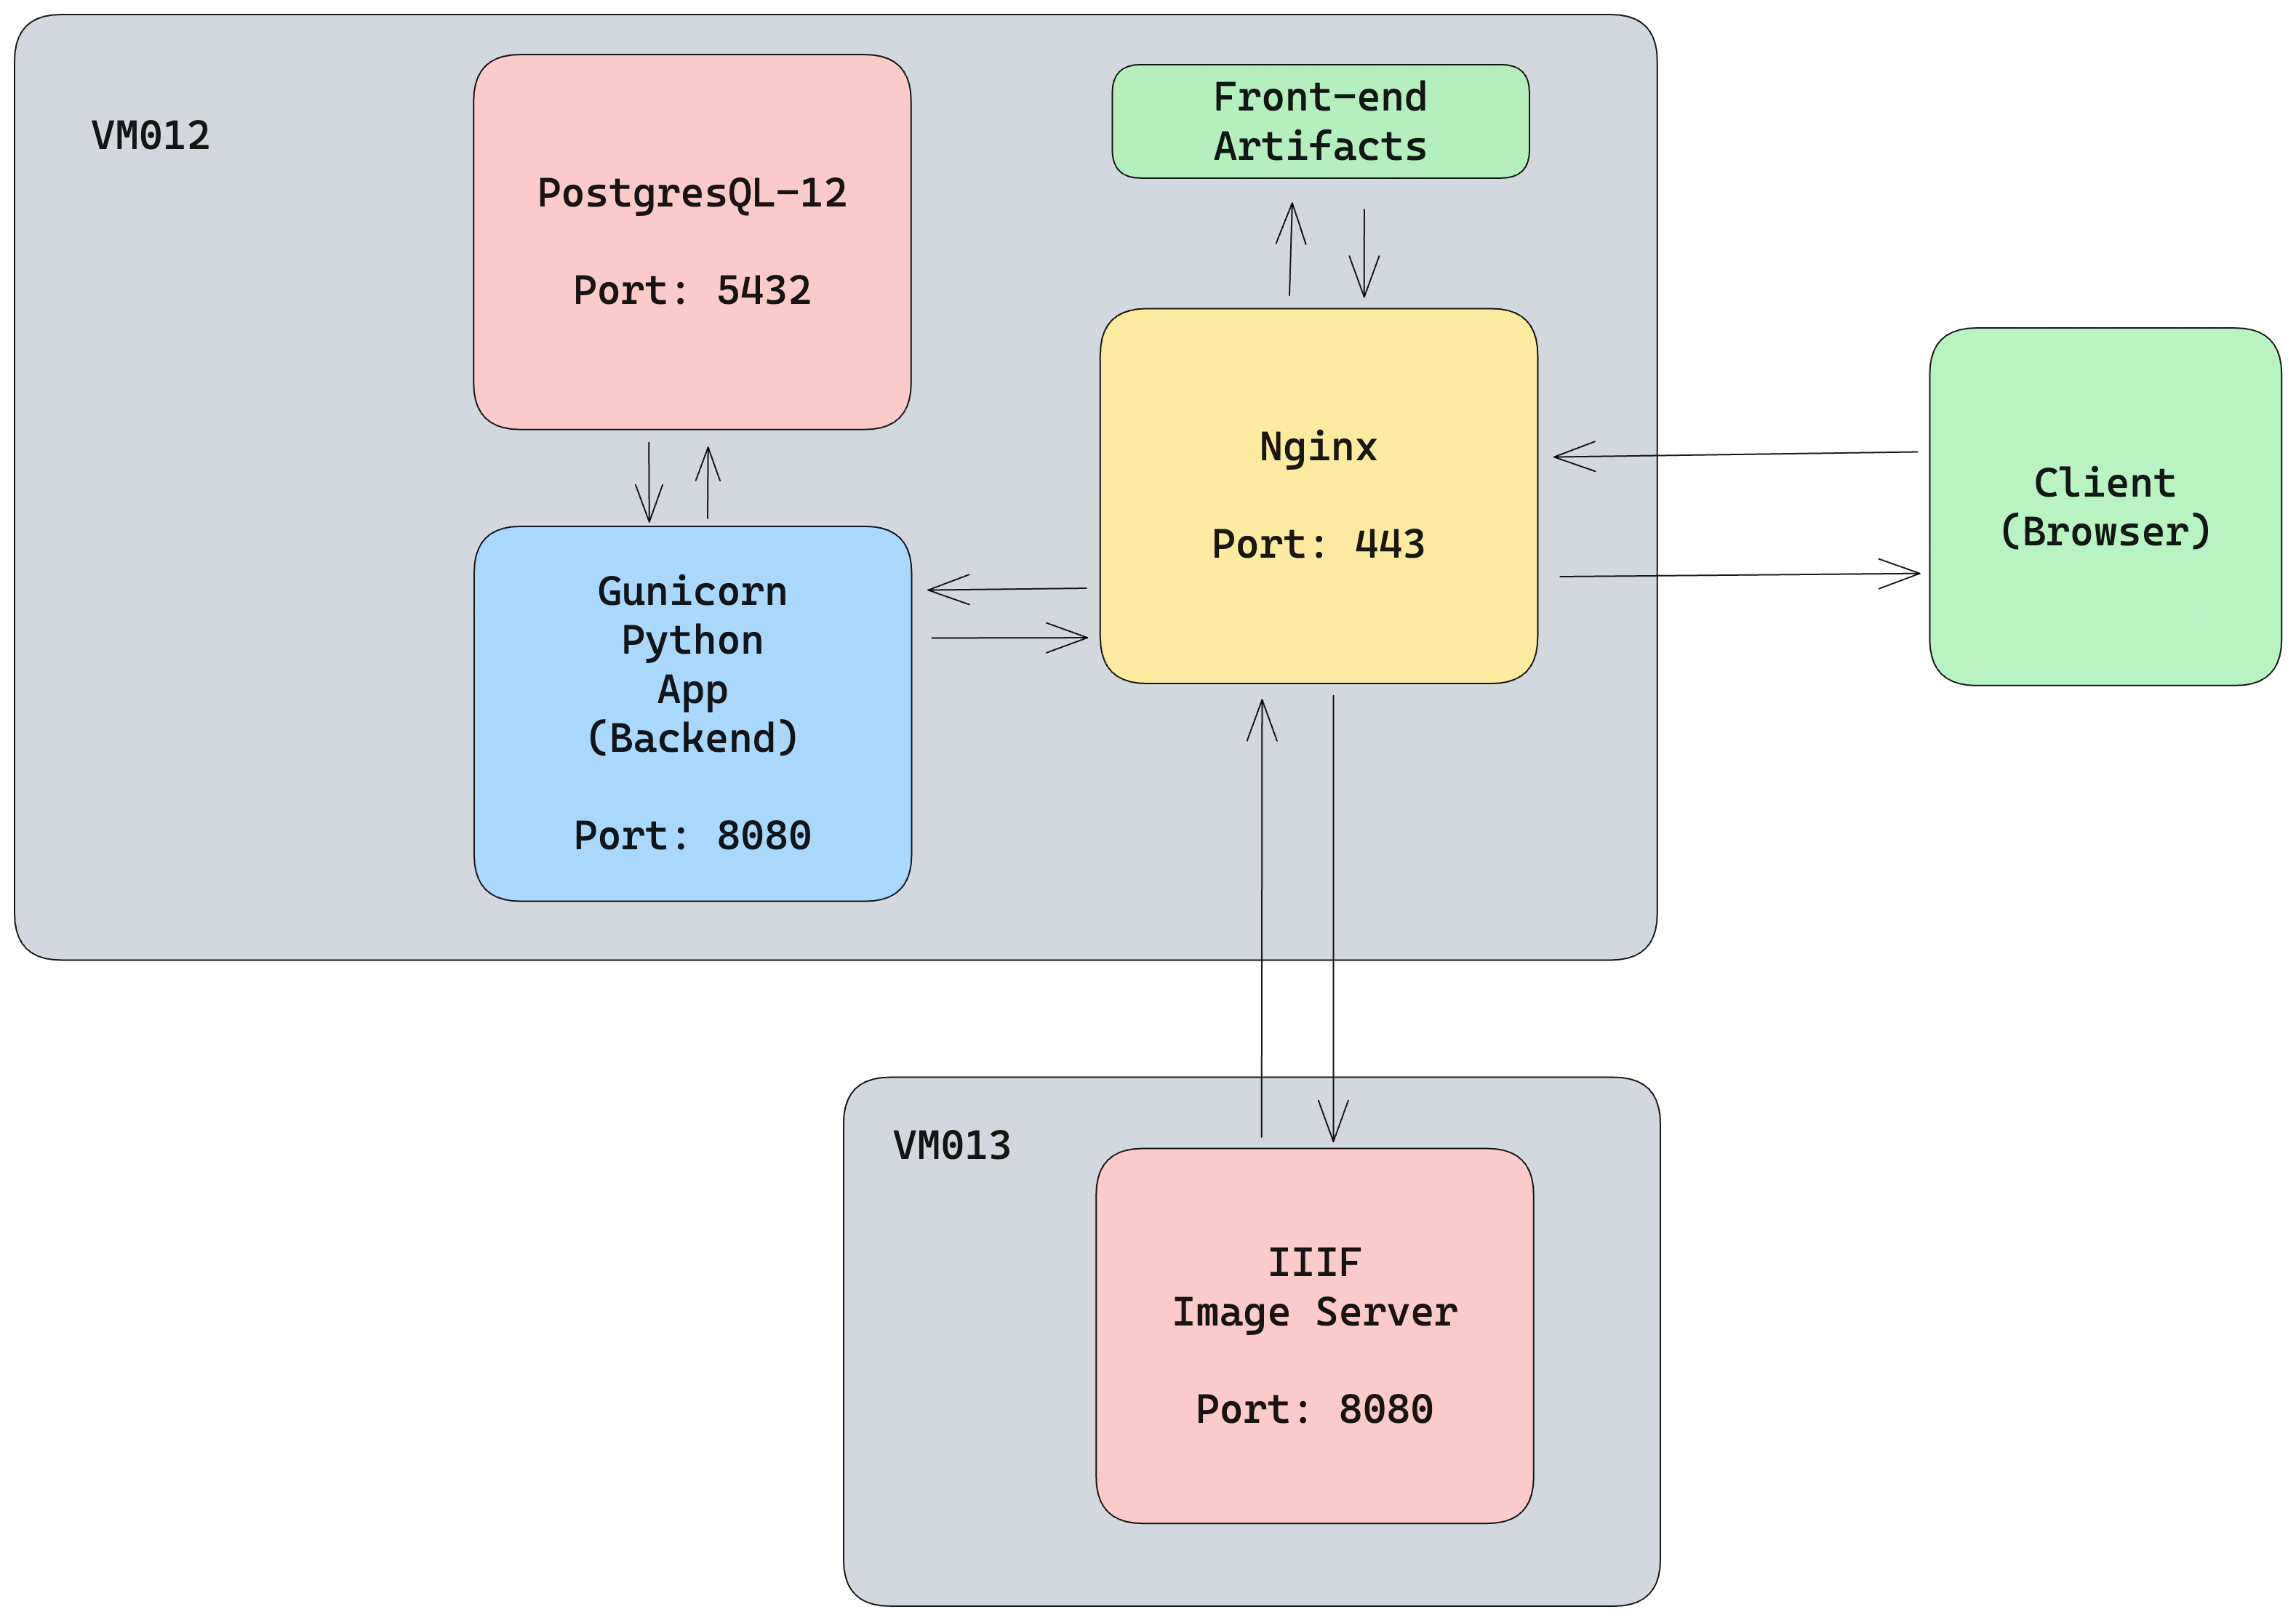 VM012
PostgresQL-12
Port: 5432
Front-end
Artifacts
Nginx
Port: 443
Client
(Browser)
Gunicorn
Python
App
(Backend)
Port: 8080
VM013
IIIF
Image Server
Port: 8080